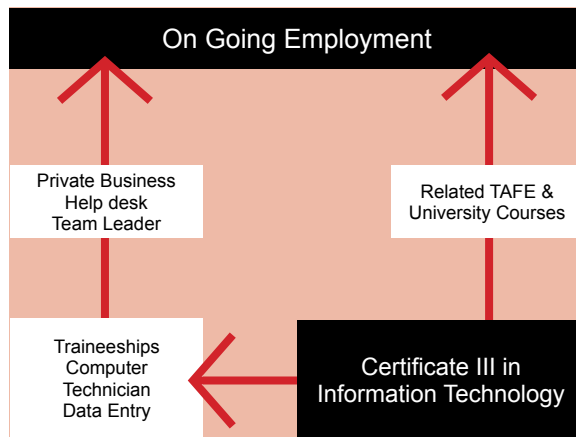 On Going Employment
Private Business
Help desk
Team Leader
Related TAFE &
University Courses
Traineeships
Computer
Technician
Data Entry
Certificate III in
Information Technology